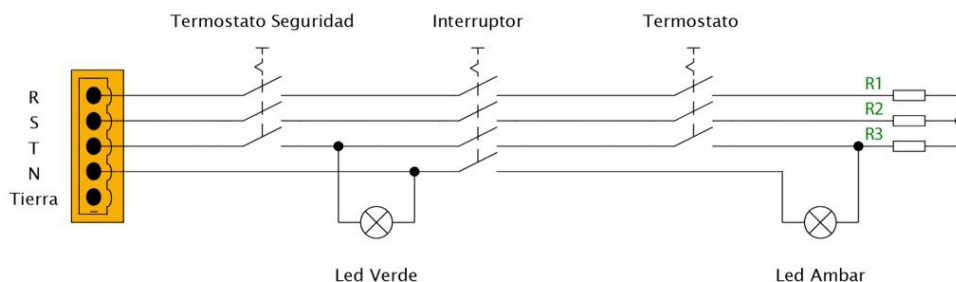 Termostato Seguridad
Interruptor
Termostato
R
R1
S
R2
T
R3
N
Tierra
Led Verde
Led Ambar